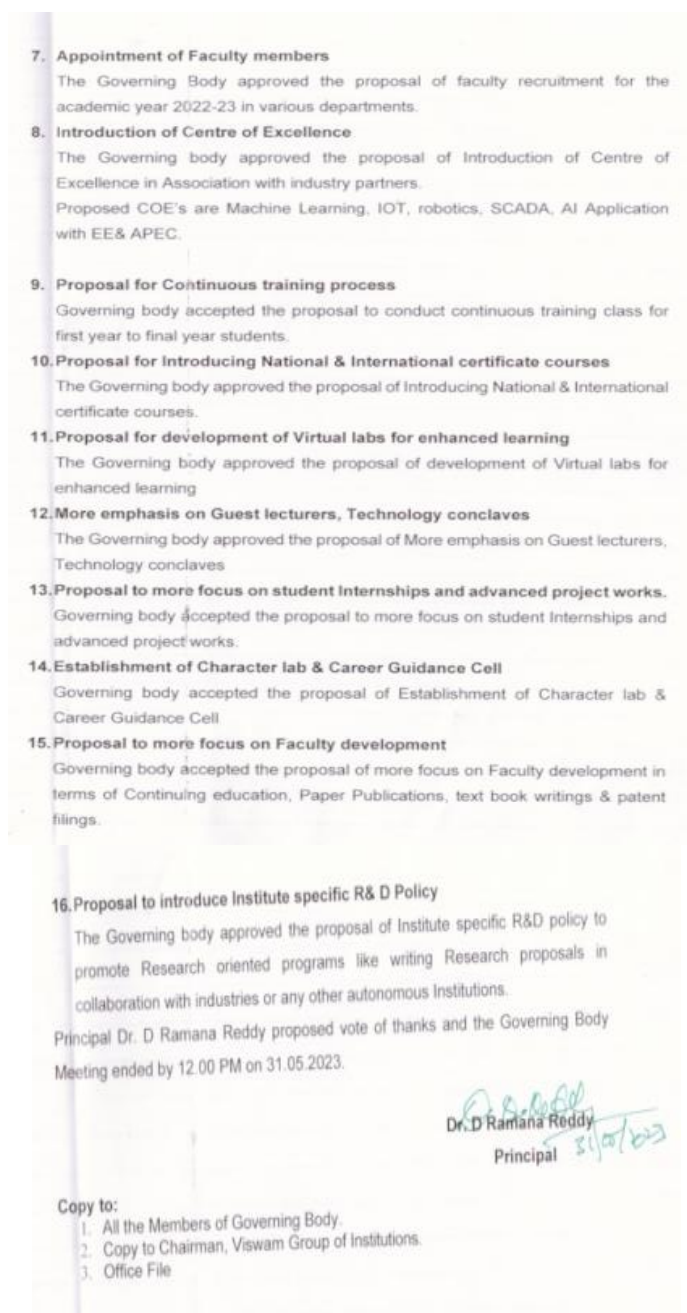 7. Appointment of Faculty members
The Governing Body approved the proposal of faculty recruitment for the
academic year 2022-23 in various departments.
8. Introduction of Centre of Excellence
The Governing body approved the proposal of Introduction of Centre of
Excellence in Association with industry partners.
Proposed COE's are Machine Learning, IOT, robotics, SCADA, AI Application
with EE& APEC.
9. Proposal for Continuous training process
Governing body accepted the proposal to conduct continuous training class for
first year to final year students.
10. Proposal for Introducing National & International certificate courses
The Governing body approved the proposal of Introducing National & International
certificate courses.
11. Proposal for development of Virtual labs for enhanced learning
The Governing body approved the proposal of development of Virtual labs for
enhanced learning
12. More emphasis on Guest lecturers, Technology conclaves
The Governing body approved the proposal of More emphasis on Guest lecturers,
Technology conclaves
13. Proposal to more focus on student Internships and advanced project works.
Governing body accepted the proposal to more focus on student Internships and
advanced project works.
14. Establishment of Character lab & Career Guidance Cell
Governing body accepted the proposal of Establishment of Character lab &
Career Guidance Cell
15. Proposal to more focus on Faculty development
Governing body accepted the proposal of more focus on Faculty development in
terms of Continuing education, Paper Publications, text book writings & patent
filings.
16. Proposal to introduce Institute specific R& D Policy
The Governing body approved the proposal of Institute specific R&D policy to
promote Research oriented programs like writing Research proposals in
collaboration with industries or any other autonomous Institutions.
Principal Dr. D Ramana Reddy proposed vote of thanks and the Governing Body
Meeting ended by 12.00 PM on 31.05.2023.
Dr. D Ramana Reddy
Principal
Copy to:
1. All the Members of Governing Body.
2. Copy to Chairman, Viswam Group of Institutions.
3. Office File